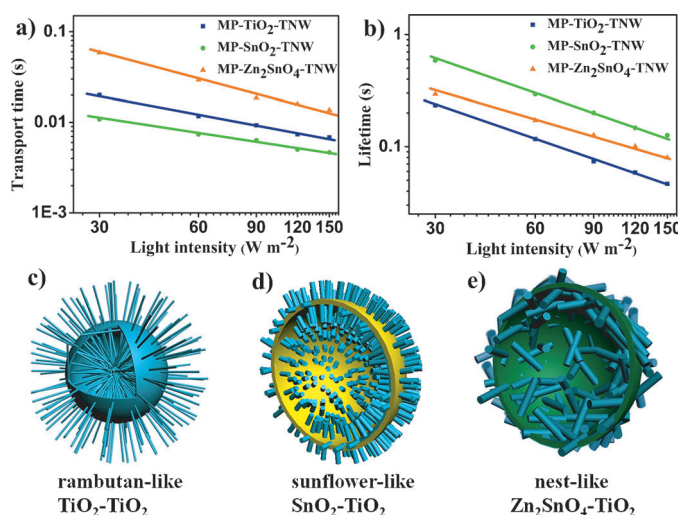 a)
MP-TiO₂-TNW
MP-SnO₂-TNW
MP-Zn₂SnO₄-TNW
0.1
0.01
1E-3
Transport time (s)
30
60
90
120
150
Light intensity (W m⁻²)
b)
MP-TiO₂-TNW
MP-SnO₂-TNW
MP-Zn₂SnO₄-TNW
1
0.1
Lifetime (s)
30
60
90
120
150
Light intensity (W m⁻²)
c)
rambutan-like
TiO₂-TiO₂
d)
sunflower-like
SnO₂-TiO₂
e)
nest-like
Zn₂SnO₄-TiO₂